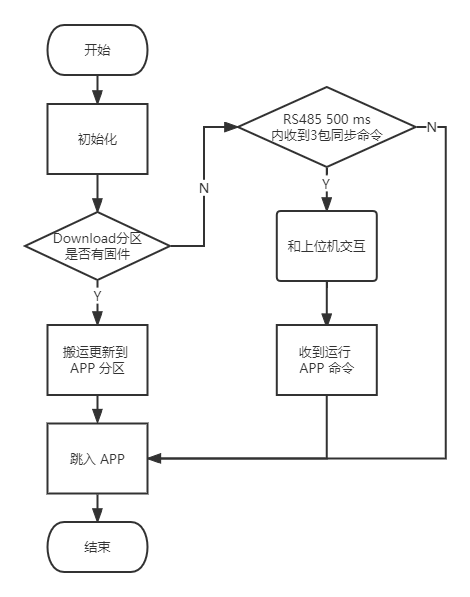 开始
初始化
Download分区
是否有固件
Y
搬运更新到
APP 分区
跳入 APP
结束
N
RS485 500 ms
内收到3包同步命令
N
Y
和上位机交互
收到运行
APP 命令